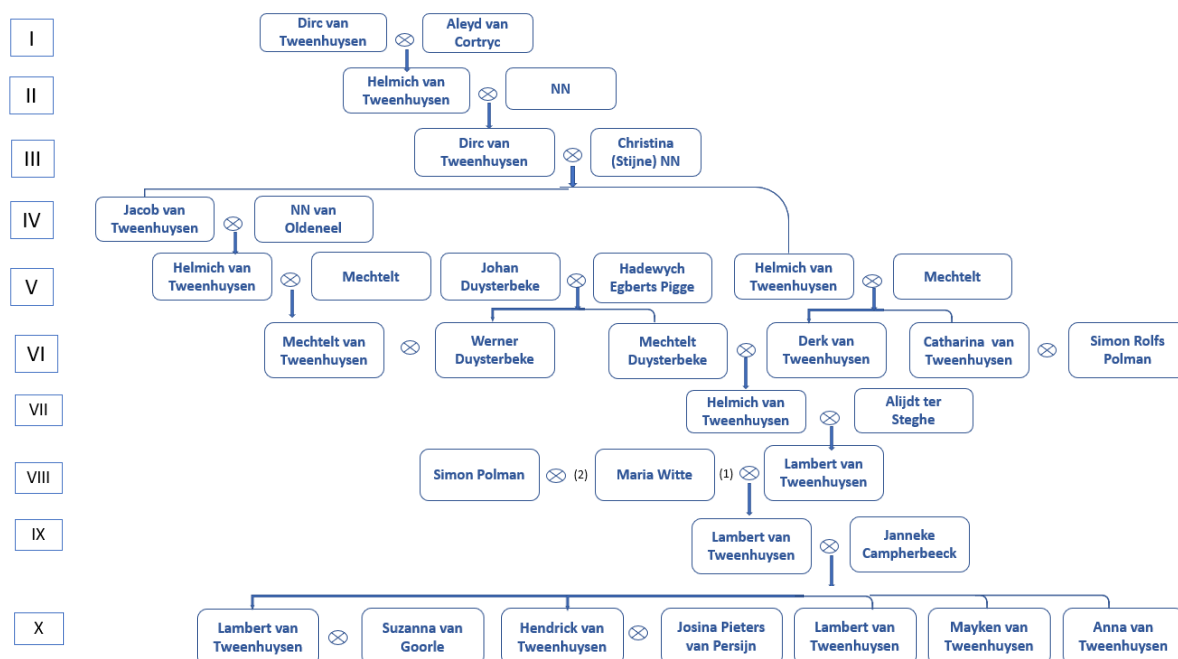 I
Dirc van
Tweenhuysen
Aleyd van
Cortryc
II
Helmich van
Tweenhuysen
NN
III
Dirc van
Tweenhuysen
Christina
(Stijne) NN
IV
Jacob van
Tweenhuysen
NN van
Oldeneel
V
Helmich van
Tweenhuysen
Mechtelt
Johan
Duysterbeke
Hadewych
Egberts Pigge
Helmich van
Tweenhuysen
Mechtelt
VI
Mechtelt van
Tweenhuysen
Werner
Duysterbeke
Mechtelt
Duysterbeke
Derk van
Tweenhuysen
Catharina van
Tweenhuysen
Simon Rolfs
Polman
VII
Helmich van
Tweenhuysen
Alijdt ter
Steghe
VIII
Simon Polman
(2)
Maria Witte
(1)
Lambert van
Tweenhuysen
IX
Lambert van
Tweenhuysen
Janneke
Campherbeeck
X
Lambert van
Tweenhuysen
Suzanna van
Goorle
Hendrick van
Tweenhuysen
Josina Pieters
van Persijn
Lambert van
Tweenhuysen
Mayken van
Tweenhuysen
Anna van
Tweenhuysen